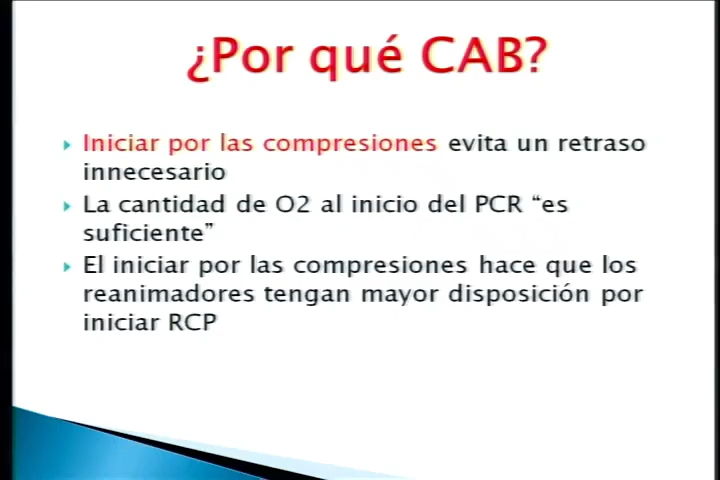 ¿Por qué CAB?
Iniciar por las compresiones evita un retraso
innecesario
La cantidad de O2 al inicio del PCR “es
suficiente”
El iniciar por las compresiones hace que los
reanimadores tengan mayor disposición por
iniciar RCP